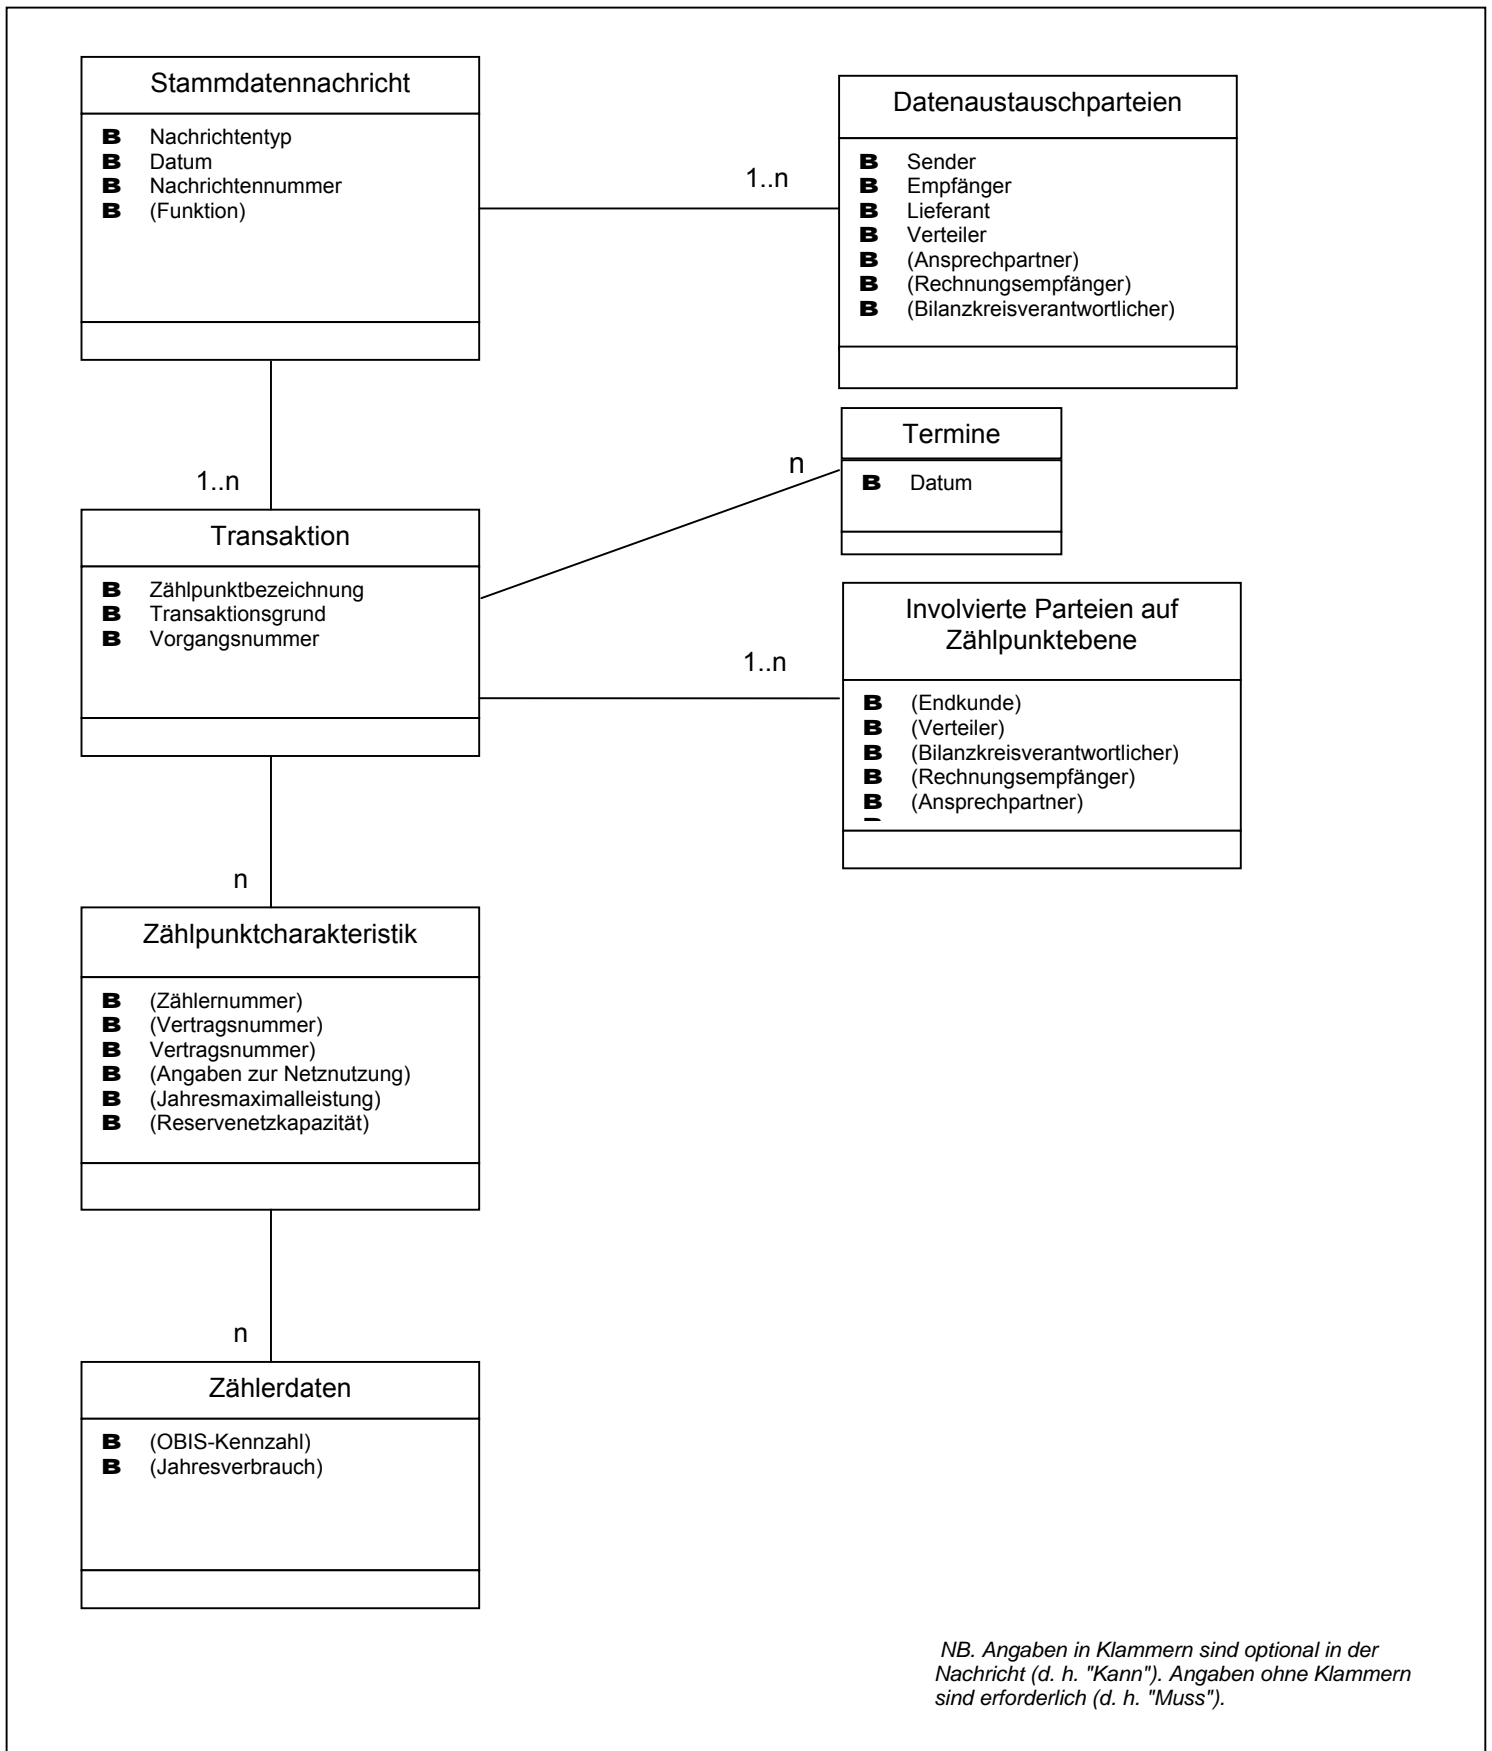 Stammdatennachricht
B Nachrichtentyp
B Datum
B Nachrichtennummer
B (Funktion)
1..n
Datenaustauschparteien
B Sender
B Empfänger
B Lieferant
B Verteiler
B (Ansprechpartner)
B (Rechnungsempfänger)
B (Bilanzkreisverantwortlicher)
1..n
n
Termine
B Datum
Transaktion
B Zählpunktbezeichnung
B Transaktionsgrund
B Vorgangsnummer
1..n
Involvierte Parteien auf
Zählpunktebene
B (Endkunde)
B (Verteiler)
B (Bilanzkreisverantwortlicher)
B (Rechnungsempfänger)
B (Ansprechpartner)
n
Zählpunktcharakteristik
B (Zählernummer)
B (Vertragsnummer)
B Vertragsnummer)
B (Angaben zur Netznutzung)
B (Jahresmaximalleistung)
B (Reservenetzkapazität)
n
Zählerdaten
B (OBIS-Kennzahl)
B (Jahresverbrauch)
NB. Angaben in Klammern sind optional in der
Nachricht (d. h. "Kann"). Angaben ohne Klammern
sind erforderlich (d. h. "Muss").